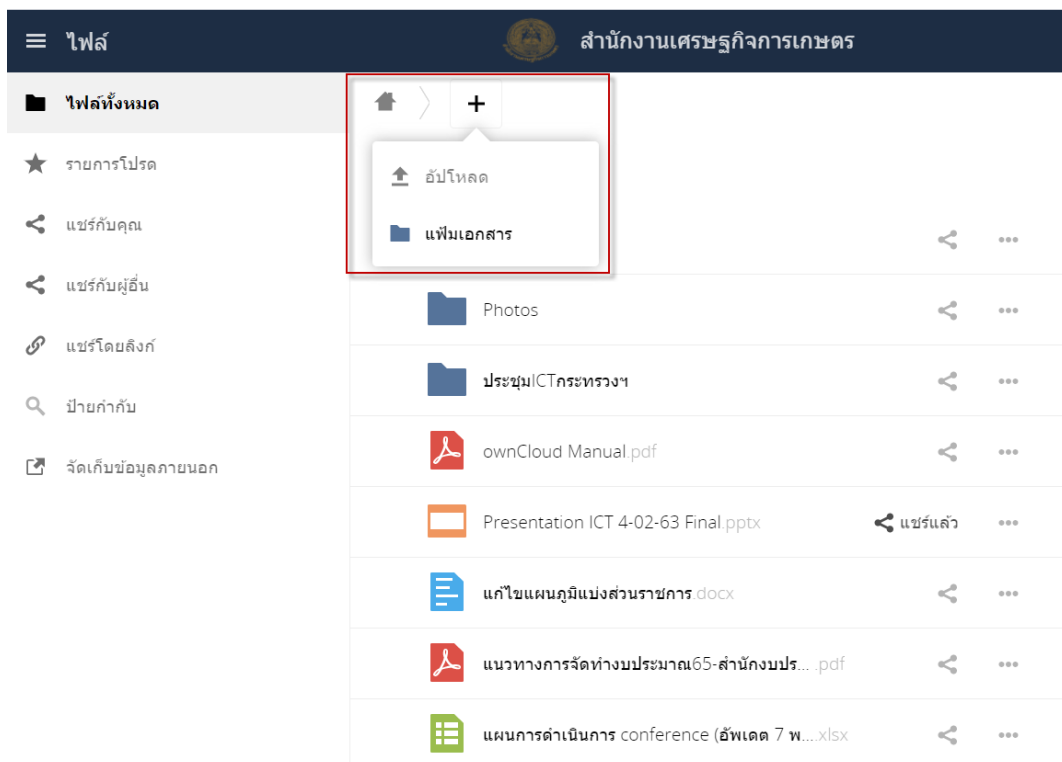 ไฟล์
สำนักงานเศรษฐกิจการเกษตร
ไฟล์ทั้งหมด
รายการโปรด
แชร์กับคุณ
แชร์กับผู้อื่น
แชร์โดยลิงก์
ป้ายกำกับ
จัดเก็บข้อมูลภายนอก
+
อัปโหลด
แฟ้มเอกสาร
Photos
ประชุมICTกระทรวงฯ
ownCloud Manual.pdf
Presentation ICT 4-02-63 Final.pptx แชร์แล้ว
แก้ไขแผนภูมิแบ่งส่วนราชการ.docx
แนวทางการจัดทำงบประมาณ65-สำนักงบปร... .pdf
แผนการดำเนินการ conference (อัพเดต 7 พ....xlsx